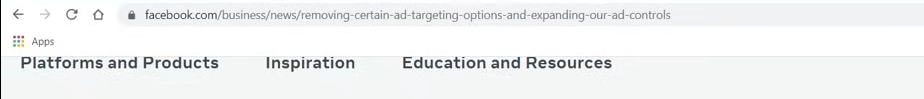 facebook.com/business/news/removing-certain-ad-targeting-options-and-expanding-our-ad-controls
Apps
Platforms and Products Inspiration Education and Resources